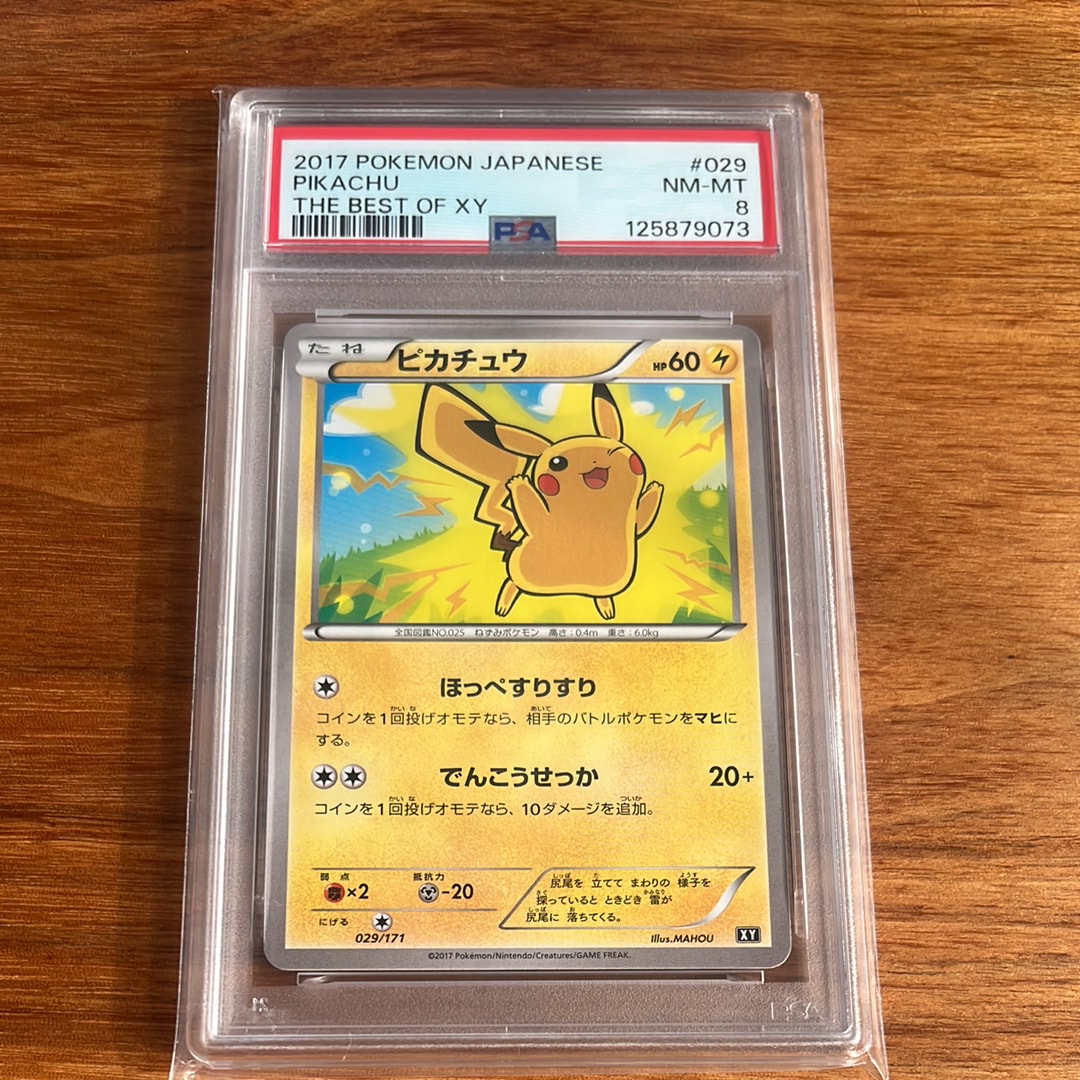 2017 POKEMON JAPANESE #029
PIKACHU NM-MT
THE BEST OF XY 8
PSA 125879073
たね ピカチュウ HP60
全国図鑑NO.025 ねずみポケモン 高さ:0.4m 重さ:6.0kg
ほっぺすりすり
コインを1回投げオモテなら、相手のバトルポケモンをマヒに
する。
でんこうせっか 20+
コインを1回投げオモテなら、10ダメージを追加。
弱点 抵抗力
×2 -20
にげる
尻尾を 立てて まわりの 様子を
探っていると ときどき 雷が
尻尾に 落ちてくる。
029/171 Illus.MAHOU XY
©2017 Pokémon/Nintendo/Creatures/GAME FREAK.